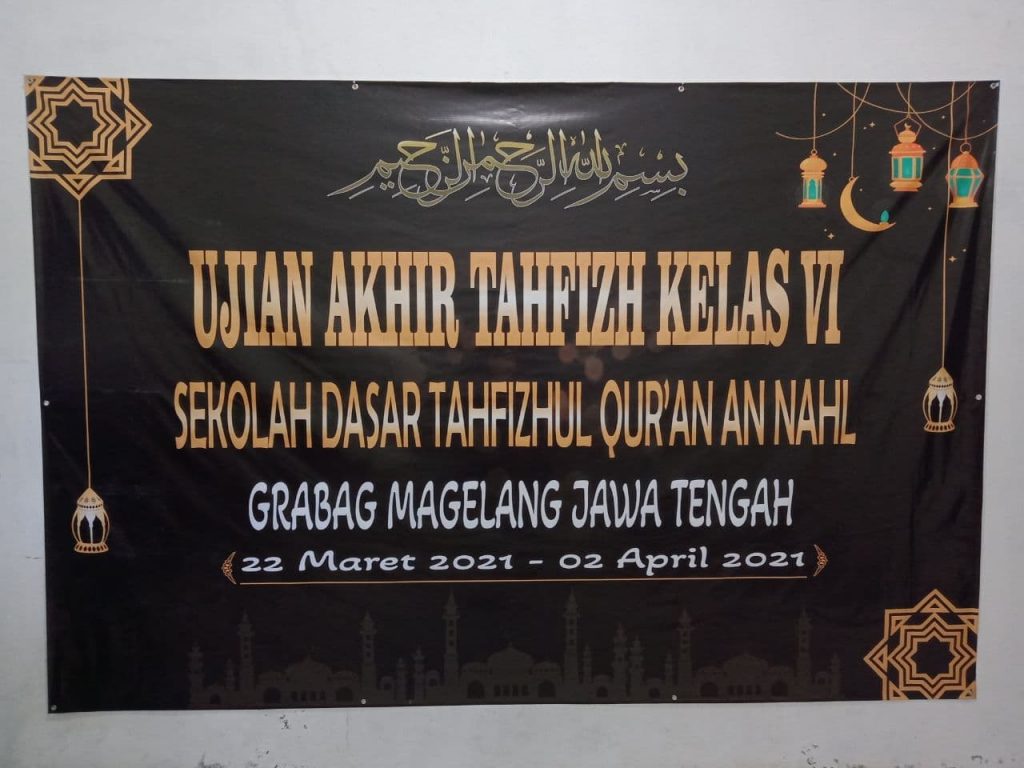 بسم الله الرحمن الرحيم
UJIAN AKHIR TAHFIZH KELAS VI
SEKOLAH DASAR TAHFIZHUL QUR'AN AN NAHL
GRABAG MAGELANG JAWA TENGAH
22 Maret 2021 - 02 April 2021